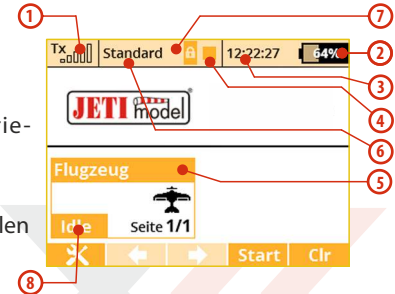 1
7
Tx Standard 12:22:27 64%
2
3
4
JETI model
rie-
6
Flugzeug
5
Idle Seite 1/1
len
Start Clr
8